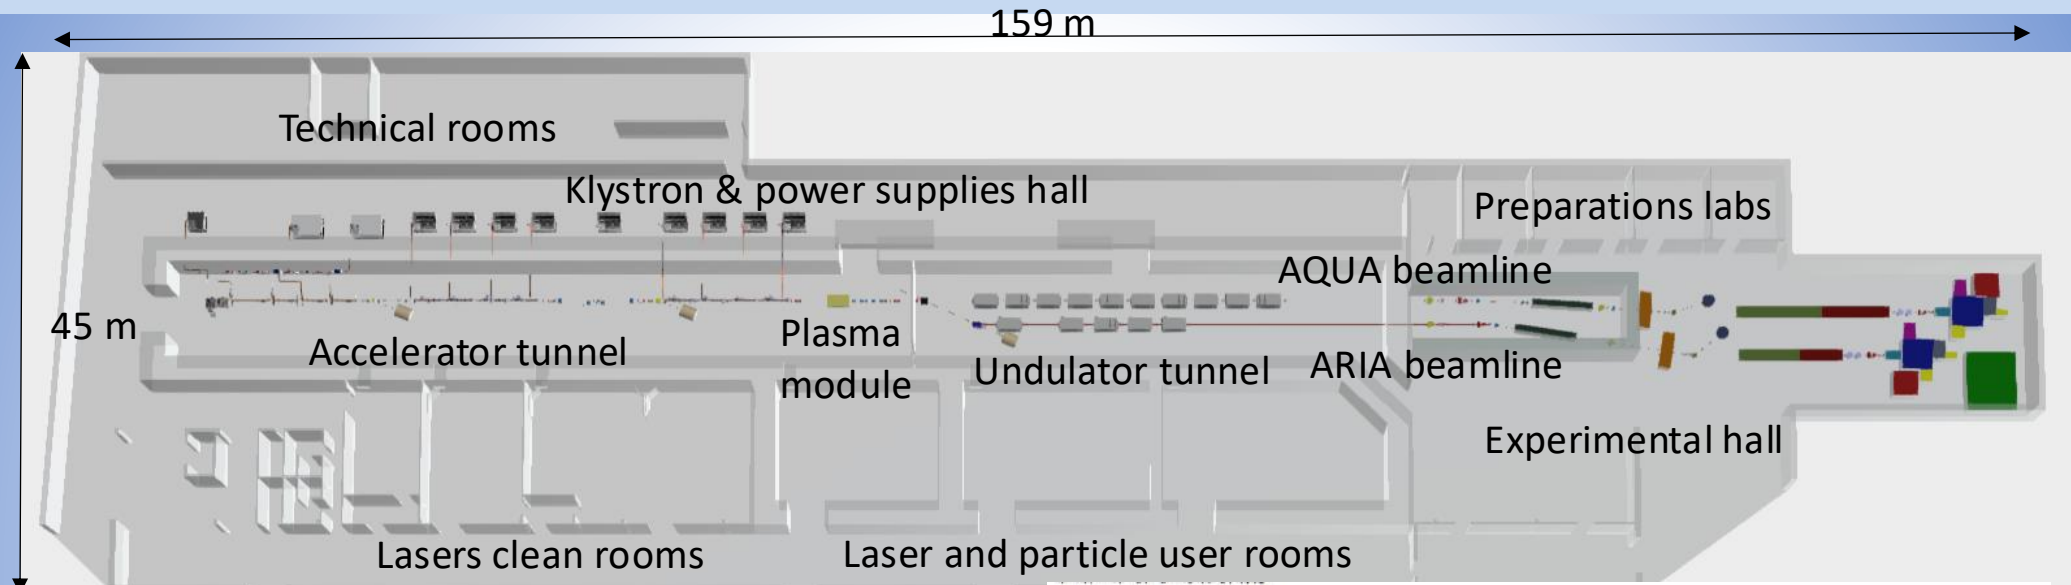 159 m
Technical rooms
Klystron & power supplies hall
Preparations labs
AQUA beamline
45 m
Plasma
module
Accelerator tunnel
Undulator tunnel
ARIA beamline
Experimental hall
Lasers clean rooms
Laser and particle user rooms